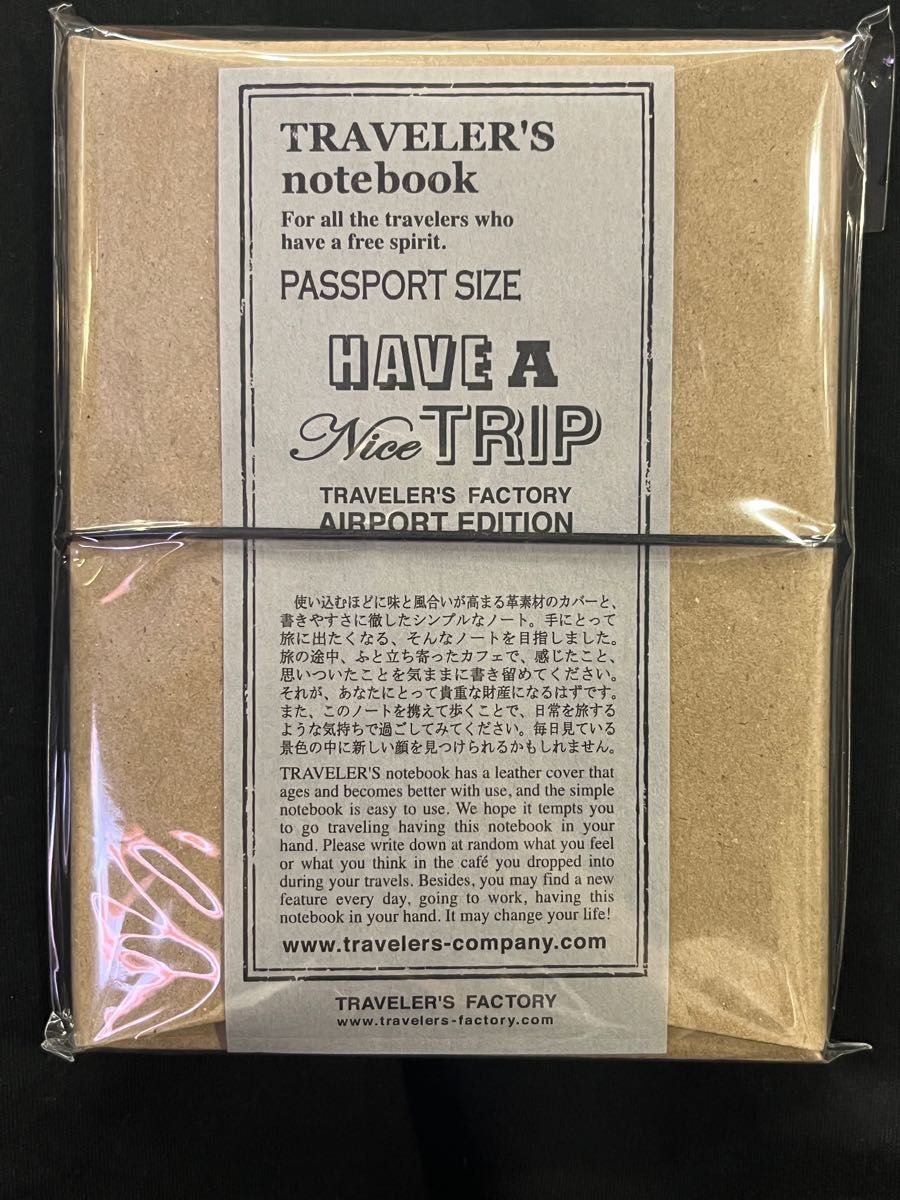 TRAVELER'S
notebook
For all the travelers who
have a free spirit.
PASSPORT SIZE
HAVE A
Nice TRIP
TRAVELER'S FACTORY
AIRPORT EDITION
使い込むほどに味と風合いが高まる革素材のカバーと、
書きやすさに徹したシンプルなノート。手にとって
旅に出たくなる、そんなノートを目指しました。
旅の途中、ふと立ち寄ったカフェで、感じたこと、
思いついたことを気ままに書き留めてください。
それが、あなたにとって貴重な財産になるはずです。
また、このノートを携えて歩くことで、日常を旅する
ような気持ちで過ごしてみてください。毎日見ている
景色の中に新しい顔を見つけられるかもしれません。
TRAVELER'S notebook has a leather cover that
ages and becomes better with use, and the simple
notebook is easy to use. We hope it tempts you
to go traveling having this notebook in your
hand. Please write down at random what you feel
or what you think in the café you dropped into
during your travels. Besides, you may find a new
feature every day, going to work, having this
notebook in your hand. It may change your life!
www.travelers-company.com
TRAVELER'S FACTORY
www.travelers-factory.com